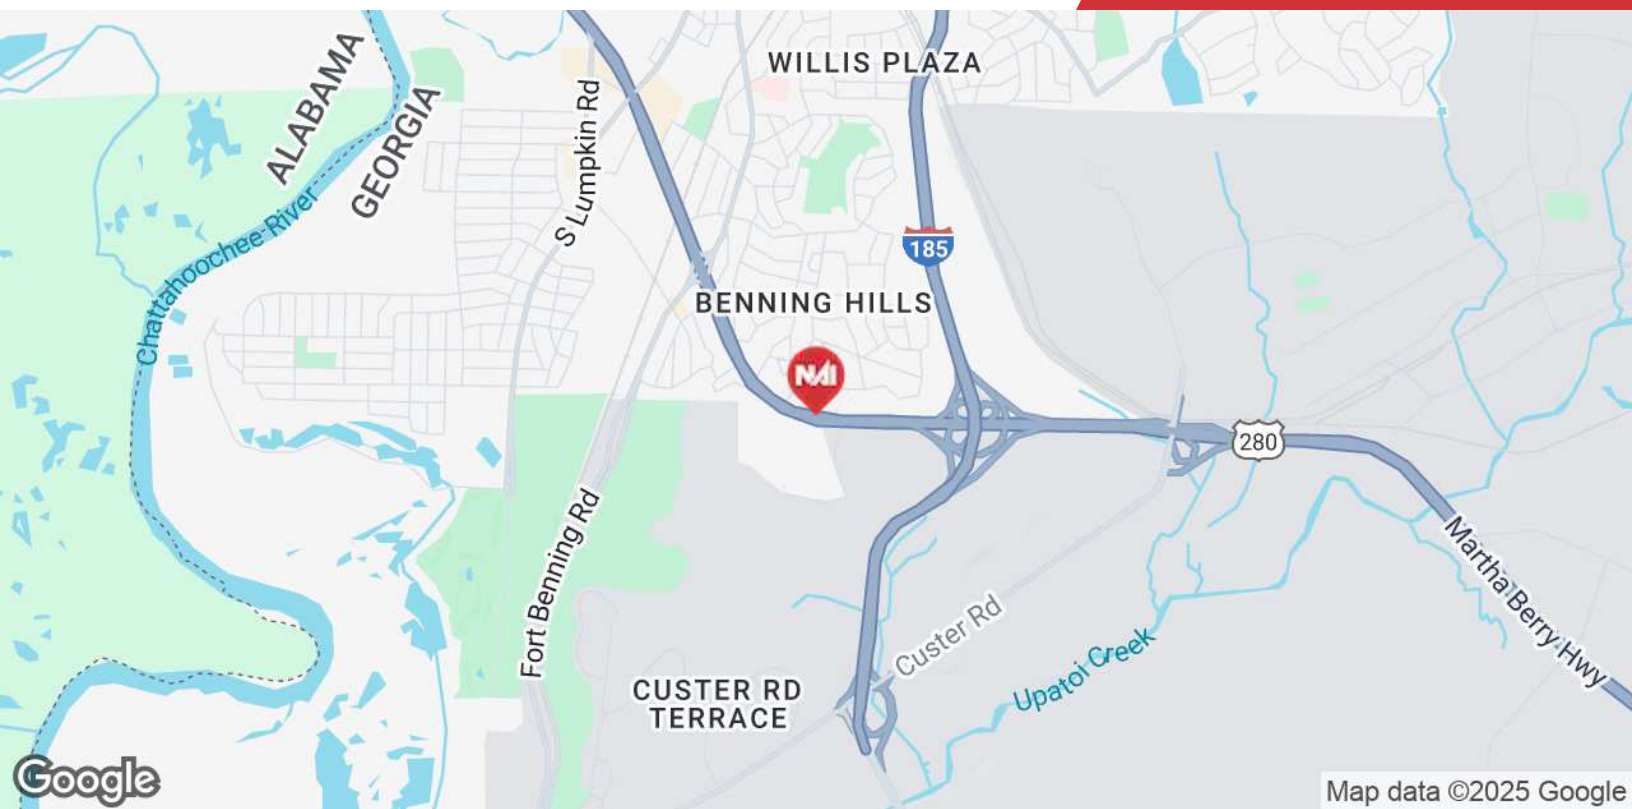 WILLIS PLAZA
ALABAMA
GEORGIA
S Lumpkin Rd
Chattahoochee River
185
BENNING HILLS
NAI
280
Fort Benning Rd
Martha Berry Hwy
Custer Rd
Upatoi Creek
CUSTER RD
TERRACE
Google
Map data ©2025 Google